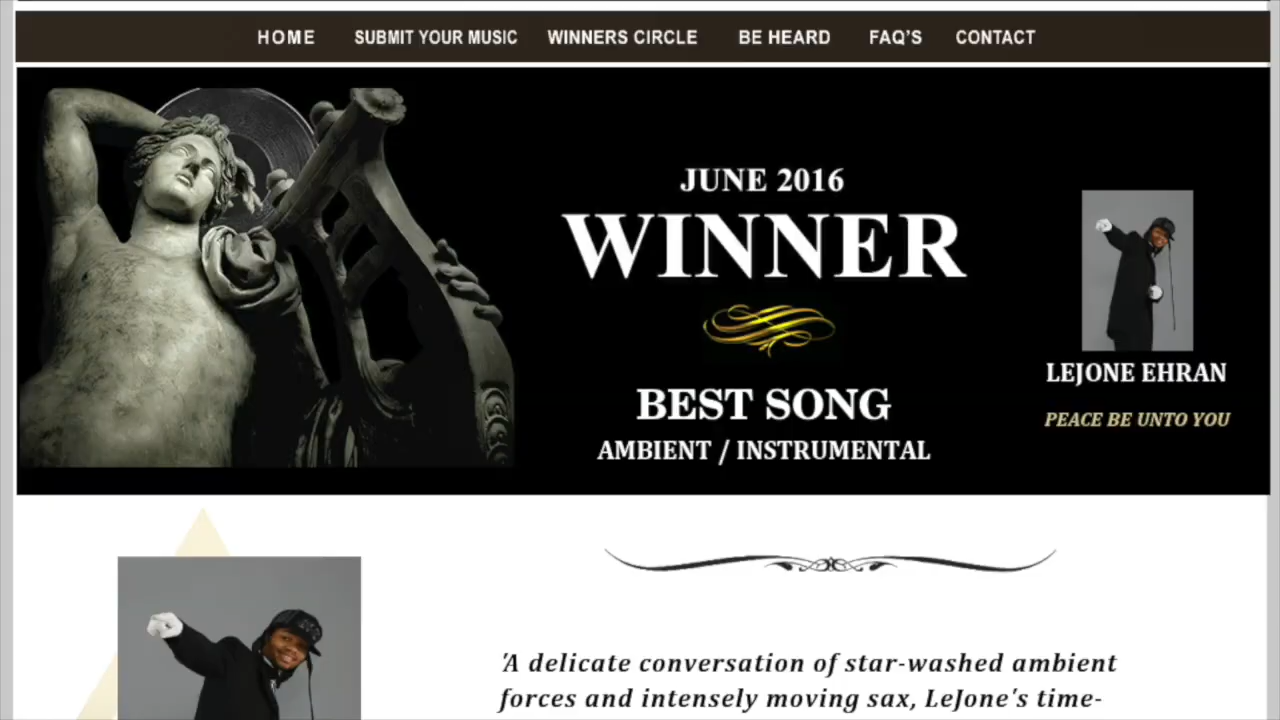 HOME SUBMIT YOUR MUSIC WINNERS CIRCLE BE HEARD FAQ'S CONTACT
JUNE 2016
WINNER
BEST SONG
AMBIENT / INSTRUMENTAL
LEJONE EHRAN
PEACE BE UNTO YOU
'A delicate conversation of star-washed ambient
forces and intensely moving sax, LeJone's time-